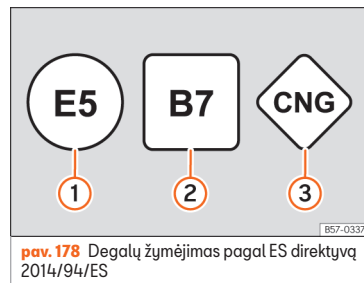 E5 B7 CNG
1 2 3
B57-0337
pav. 178 Degalų žymėjimas pagal ES direktyvą
2014/94/ES